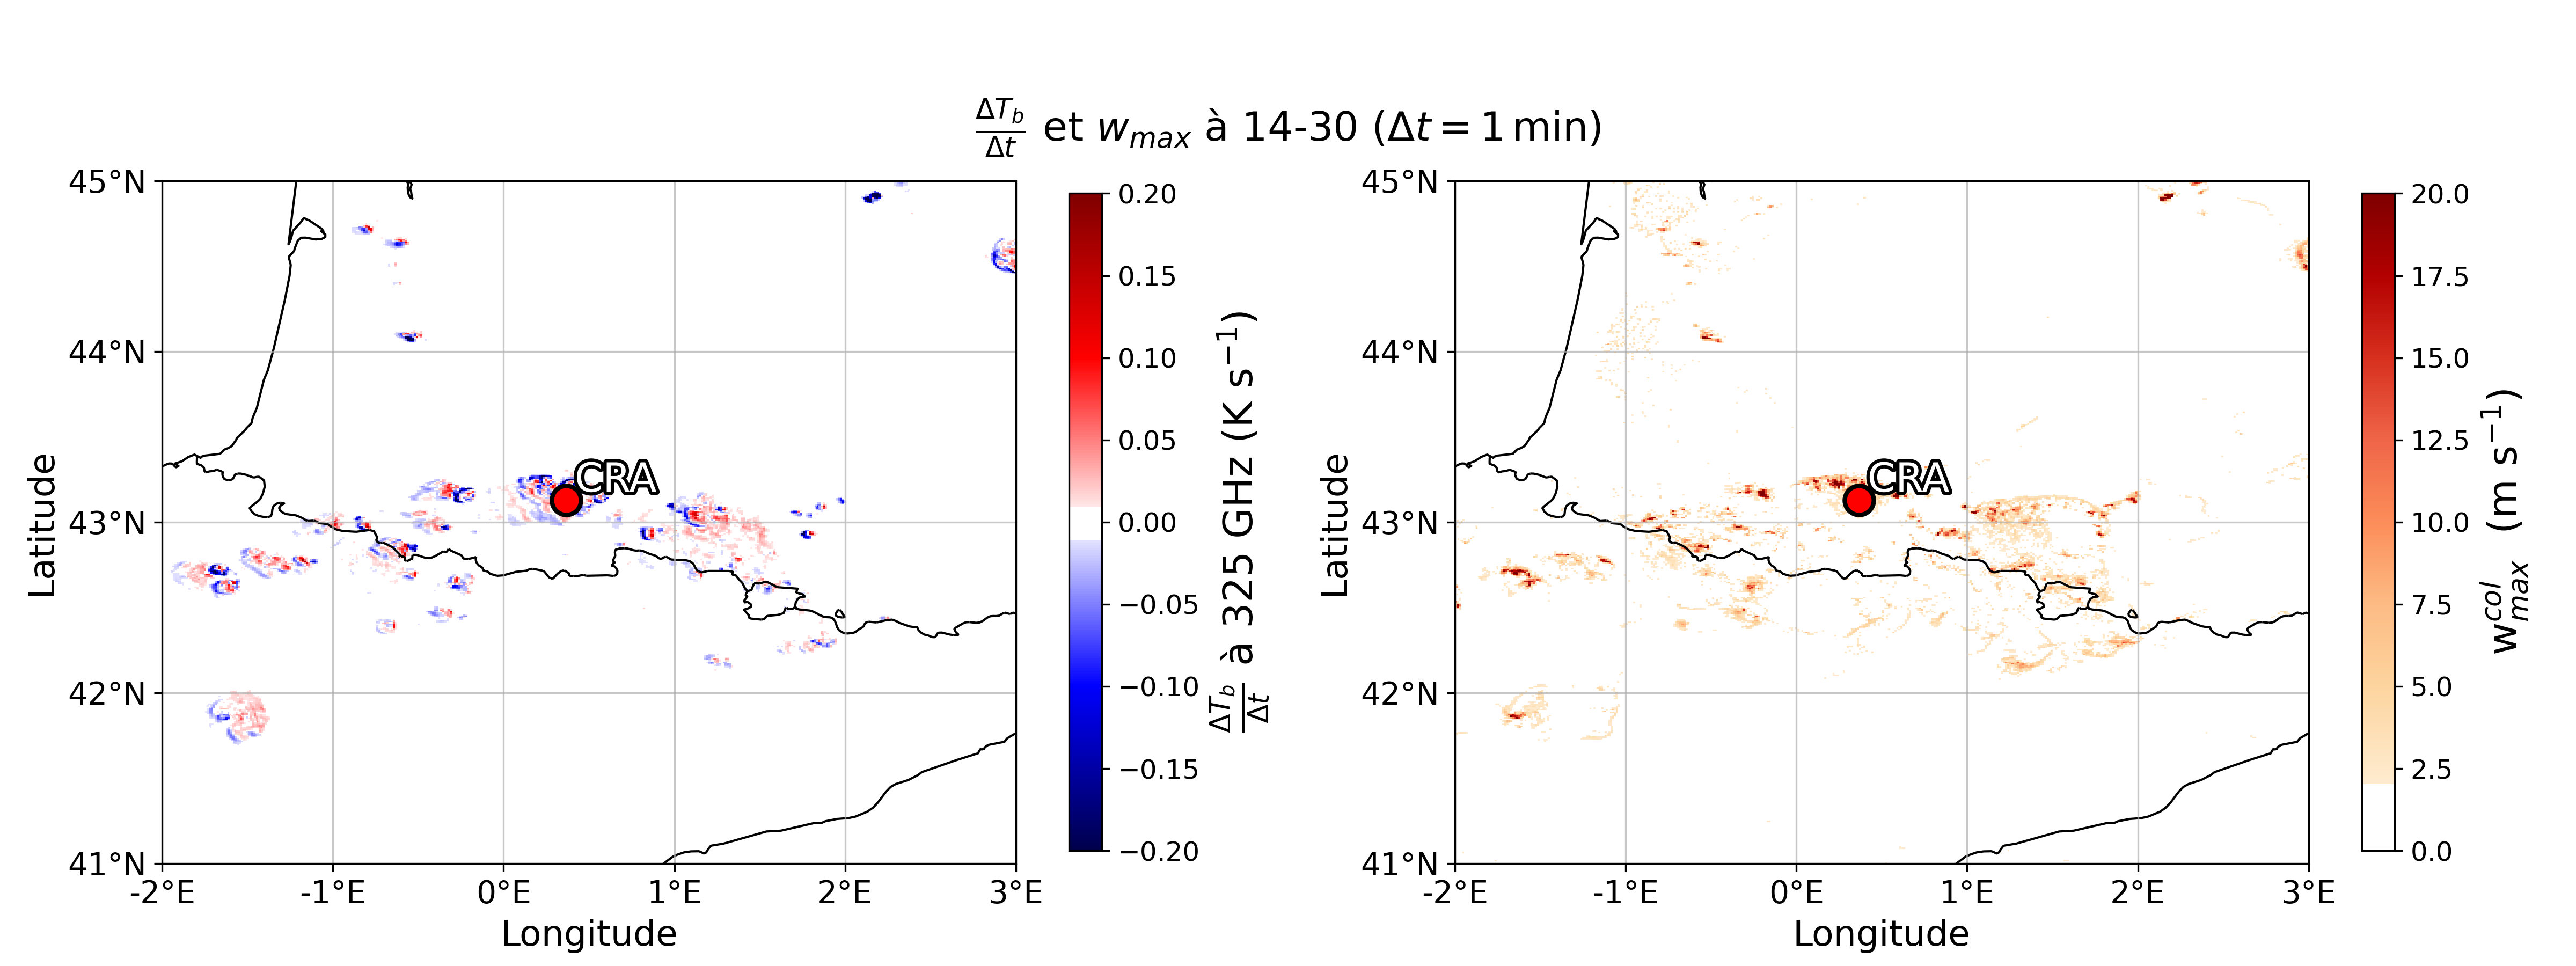 ΔT_b/Δt et w_max à 14-30 (Δt = 1 min)
45°N
44°N
43°N
42°N
41°N
Latitude
-2°E -1°E 0°E 1°E 2°E 3°E
Longitude
CRA
0.20
0.15
0.10
0.05
0.00
−0.05
−0.10
−0.15
−0.20
ΔT_b/Δt à 325 GHz (K s⁻¹)
45°N
44°N
43°N
42°N
41°N
Latitude
-2°E -1°E 0°E 1°E 2°E 3°E
Longitude
CRA
20.0
17.5
15.0
12.5
10.0
7.5
5.0
2.5
0.0
w_max^col (m s⁻¹)